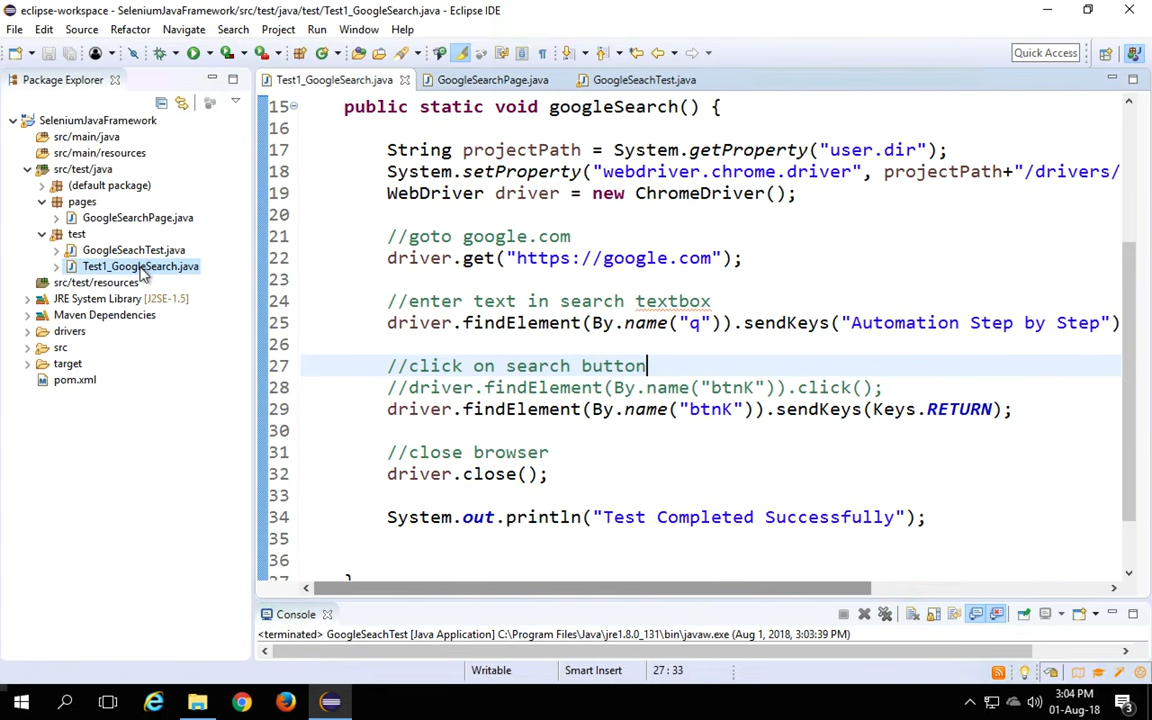 eclipse-workspace - SeleniumJavaFramework/src/test/java/test/Test1_GoogleSearch.java - Eclipse IDE
File Edit Source Refactor Navigate Search Project Run Window Help
Quick Access
Package Explorer
Test1_GoogleSearch.java GoogleSearchPage.java GoogleSeachTest.java
SeleniumJavaFramework
src/main/java
src/main/resources
src/test/java
(default package)
pages
GoogleSearchPage.java
test
GoogleSeachTest.java
Test1_GoogleSearch.java
src/test/resources
JRE System Library [J2SE-1.5]
Maven Dependencies
drivers
src
target
pom.xml
15 public static void googleSearch() {
16
17 String projectPath = System.getProperty("user.dir");
18 System.setProperty("webdriver.chrome.driver", projectPath+"/drivers/
19 WebDriver driver = new ChromeDriver();
20
21 //goto google.com
22 driver.get("https://google.com");
23
24 //enter text in search textbox
25 driver.findElement(By.name("q")).sendKeys("Automation Step by Step")
26
27 //click on search button
28 //driver.findElement(By.name("btnK")).click();
29 driver.findElement(By.name("btnK")).sendKeys(Keys.RETURN);
30
31 //close browser
32 driver.close();
33
34 System.out.println("Test Completed Successfully");
35
36
37 }
Console
<terminated> GoogleSeachTest [Java Application] C:\Program Files\Java\jre1.8.0_131\bin\javaw.exe (Aug 1, 2018, 3:03:39 PM)
Writable Smart Insert 27 : 33
3:04 PM
01-Aug-18
3